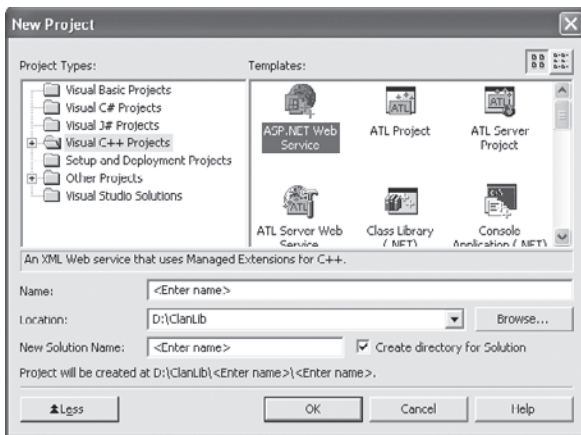 New Project
Project Types:
Templates:
Visual Basic Projects
Visual C# Projects
Visual J# Projects
Visual C++ Projects
Setup and Deployment Projects
Other Projects
Visual Studio Solutions
ASP.NET Web Service
ATL Project
ATL Server Project
ATL Server Web Service
Class Library (.NET)
Console Application (.NET)
An XML Web service that uses Managed Extensions for C++.
Name: <Enter name>
Location: D:\ClanLib Browse...
New Solution Name: <Enter name> Create directory for Solution
Project will be created at D:\ClanLib\<Enter name>\<Enter name>.
Less OK Cancel Help